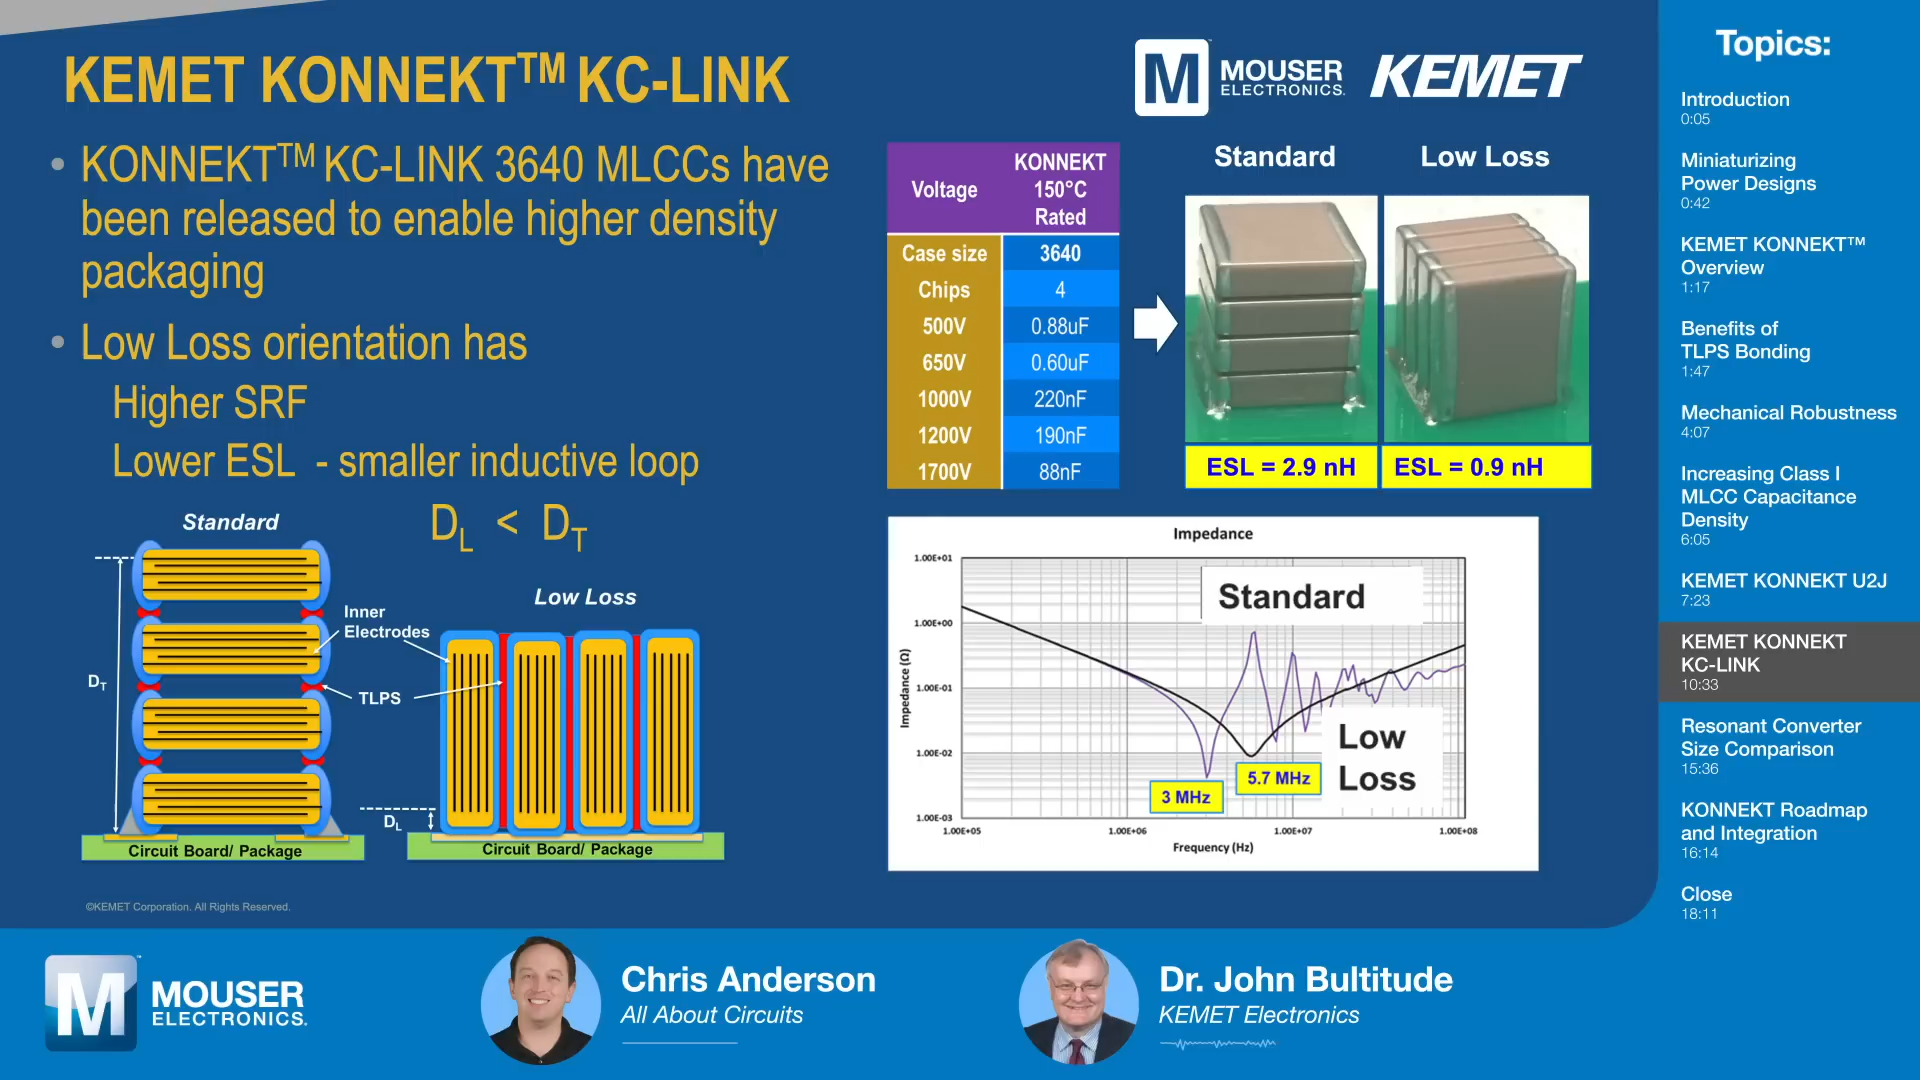 KEMET KONNEKT™ KC-LINK
• KONNEKT™ KC-LINK 3640 MLCCs have
been released to enable higher density
packaging
• Low Loss orientation has
Higher SRF
Lower ESL - smaller inductive loop
DL < DT
Standard
DT
Inner
Electrodes
TLPS
Circuit Board/ Package
Low Loss
DL
Circuit Board/ Package
©KEMET Corporation. All Rights Reserved.
M MOUSER
ELECTRONICS.
KEMET
Voltage KONNEKT
150°C
Rated
Case size 3640
Chips 4
500V 0.88uF
650V 0.60uF
1000V 220nF
1200V 190nF
1700V 88nF
Standard Low Loss
ESL = 2.9 nH ESL = 0.9 nH
Impedance
Impedance (Ω)
1.00E+01
1.00E+00
1.00E-01
1.00E-02
1.00E-03
Standard
Low
Loss
3 MHz
5.7 MHz
1.00E+05 1.00E+06 1.00E+07 1.00E+08
Frequency (Hz)
Topics:
Introduction
0:05
Miniaturizing
Power Designs
0:42
KEMET KONNEKT™
Overview
1:17
Benefits of
TLPS Bonding
1:47
Mechanical Robustness
4:07
Increasing Class I
MLCC Capacitance
Density
6:05
KEMET KONNEKT U2J
7:23
KEMET KONNEKT
KC-LINK
10:33
Resonant Converter
Size Comparison
15:36
KONNEKT Roadmap
and Integration
16:14
Close
18:11
M MOUSER
ELECTRONICS.
Chris Anderson
All About Circuits
Dr. John Bultitude
KEMET Electronics